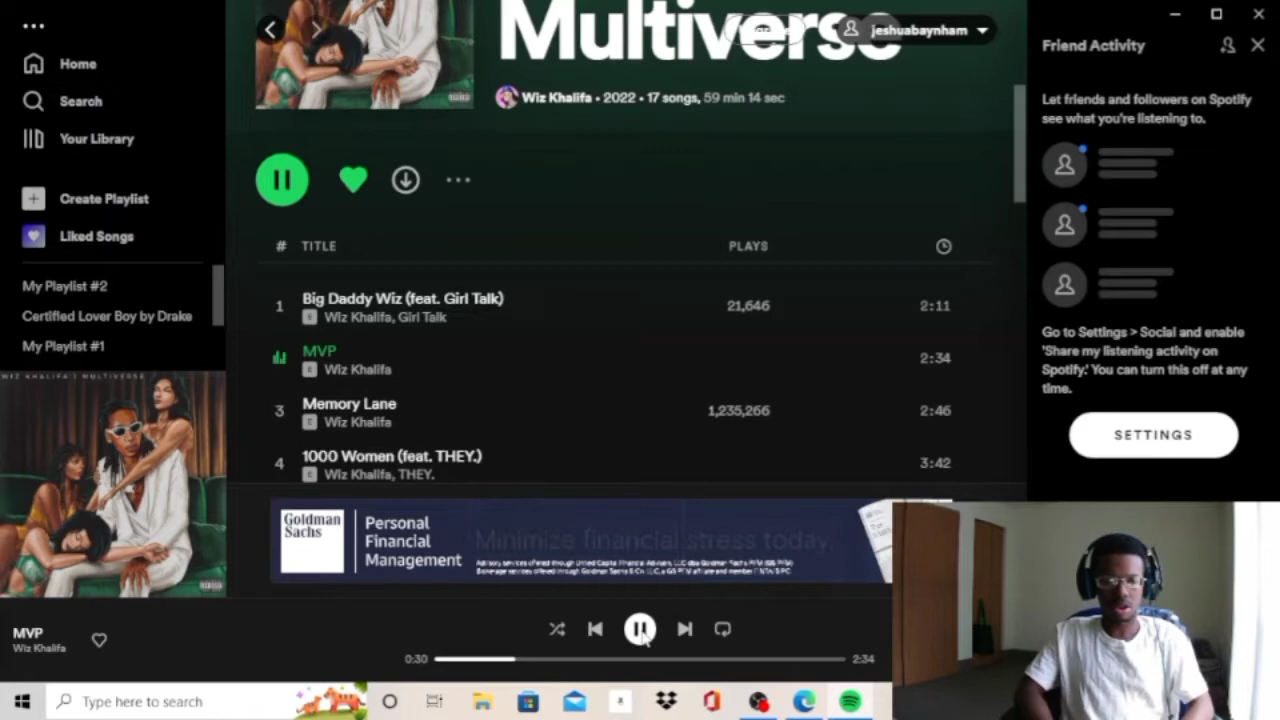 Home
Search
Your Library
Create Playlist
Liked Songs
My Playlist #2
Certified Lover Boy by Drake
My Playlist #1
WIZ KHALIFA | MULTIVERSE
MVP
Wiz Khalifa
Multiverse
jeshuabaynham
Wiz Khalifa • 2022 • 17 songs, 59 min 14 sec
# TITLE PLAYS
1 Big Daddy Wiz (feat. Girl Talk) 21,646 2:11
E Wiz Khalifa, Girl Talk
MVP 2:34
E Wiz Khalifa
3 Memory Lane 1,235,266 2:46
E Wiz Khalifa
4 1000 Women (feat. THEY.) 3:42
E Wiz Khalifa, THEY.
Goldman
Sachs
Personal
Financial
Management
Minimize financial stress today.
0:30 2:34
Friend Activity
Let friends and followers on Spotify
see what you're listening to.
Go to Settings > Social and enable
'Share my listening activity on
Spotify.' You can turn this off at any
time.
SETTINGS
Type here to search